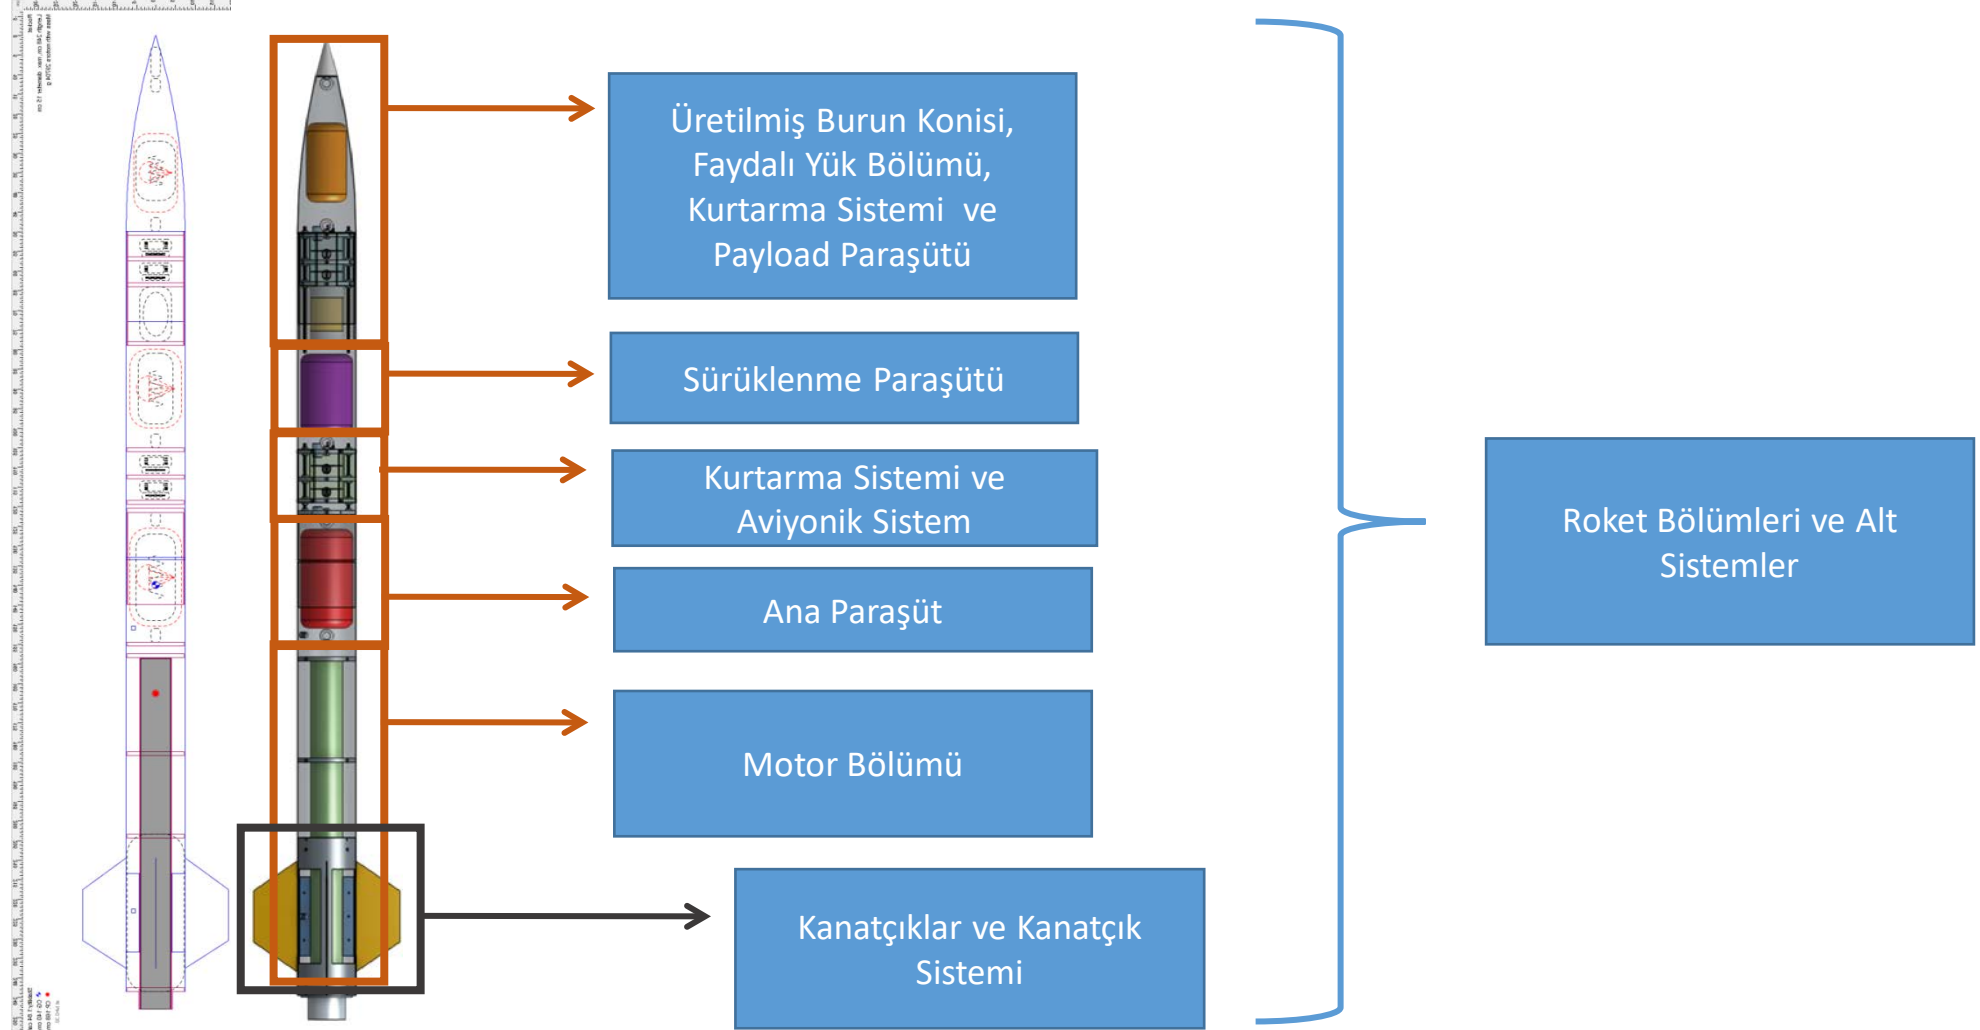 Üretilmiş Burun Konisi,
Faydalı Yük Bölümü,
Kurtarma Sistemi ve
Payload Paraşütü
Sürüklenme Paraşütü
Kurtarma Sistemi ve
Aviyonik Sistem
Ana Paraşüt
Motor Bölümü
Kanatçıklar ve Kanatçık
Sistemi
Roket Bölümleri ve Alt
Sistemler